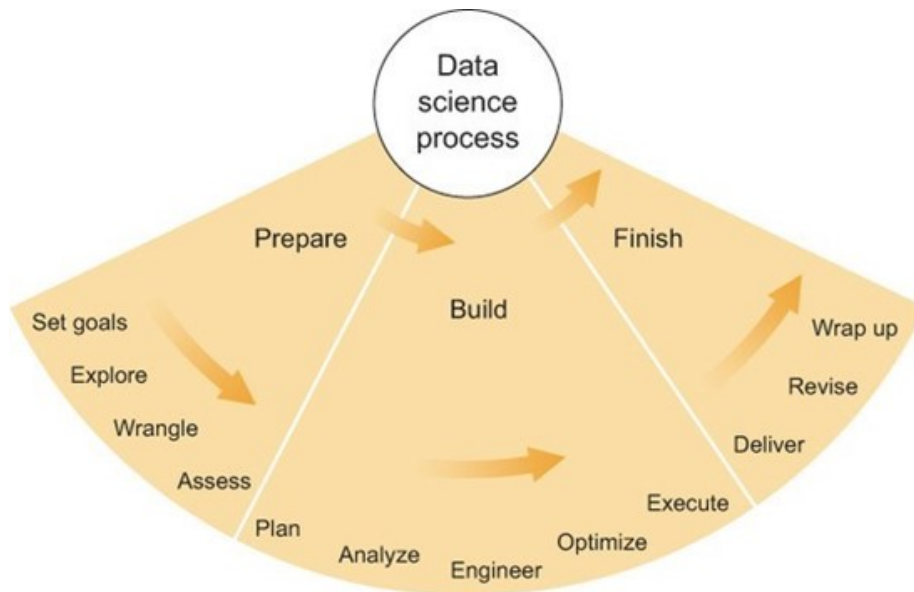 Data
science
process
Prepare
Finish
Build
Set goals
Explore
Wrangle
Assess
Plan
Analyze
Engineer
Optimize
Execute
Deliver
Revise
Wrap up